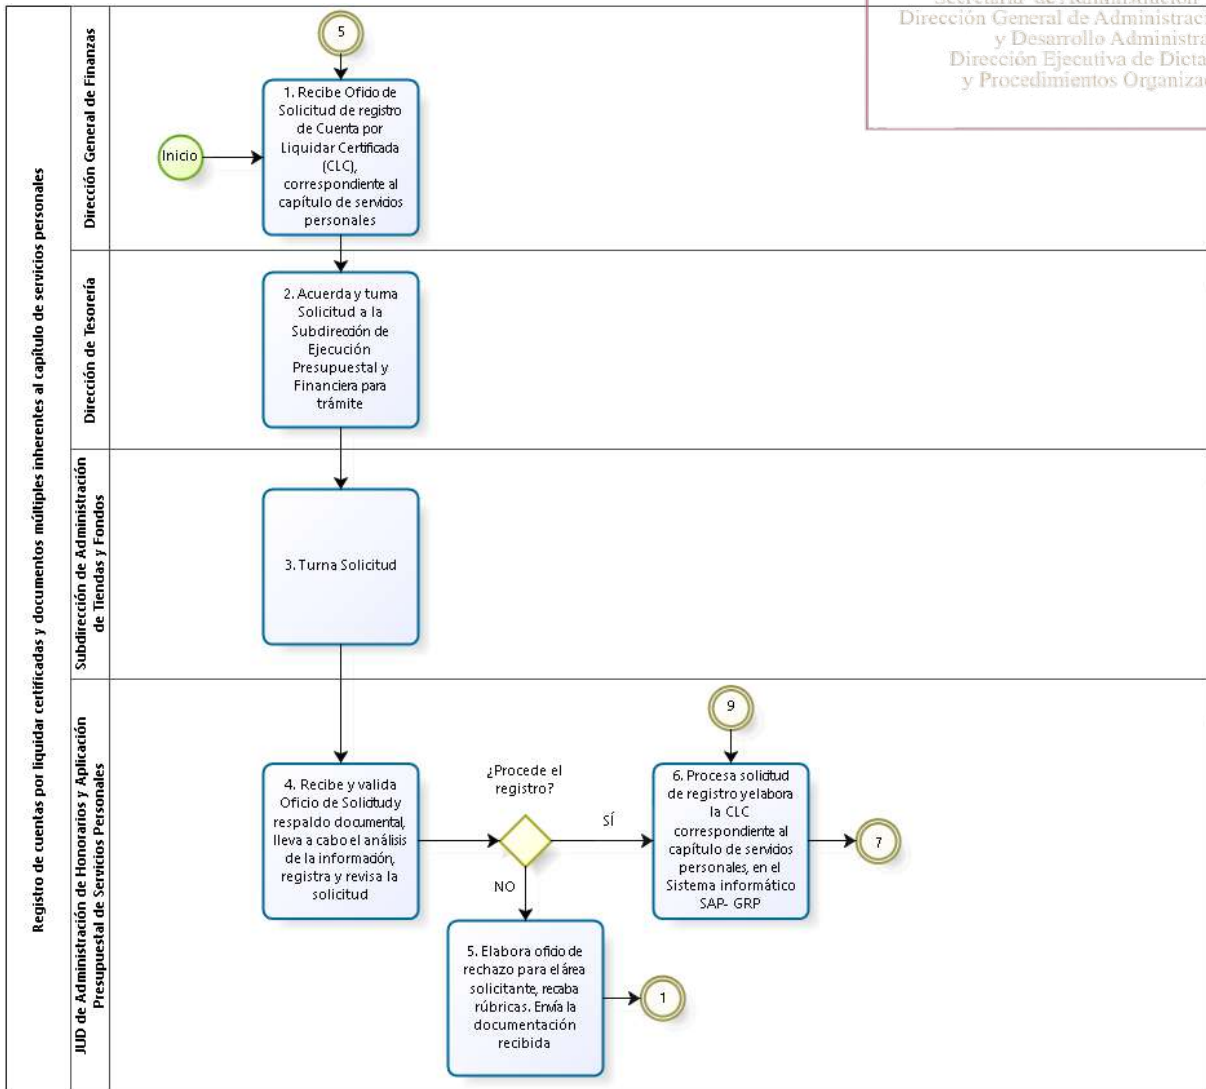 Secretaría de Administración
Dirección General de Administraci
y Desarrollo Administra
Dirección Ejecutiva de Dicta
y Procedimientos Organiza
Registro de cuentas por liquidar certificadas y documentos múltiples inherentes al capítulo de servicios personales
Dirección General de Finanzas
5
Inicio
1. Recibe Oficio de
Solicitud de registro
de Cuenta por
Liquidar Certificada
(CLC),
correspondiente al
capítulo de servicios
personales
Dirección de Tesorería
2. Acuerda y turna
Solicitud a la
Subdirección de
Ejecución
Presupuestal y
Financiera para
trámite
Subdirección de Administración
de Tiendas y Fondos
3. Turna Solicitud
JUD de Administración de Honorarios y Aplicación
Presupuestal de Servicios Personales
4. Recibe y valida
Oficio de Solicitud y
respaldo documental,
lleva a cabo el análisis
de la información,
registra y revisa la
solicitud
¿Procede el
registro?
SÍ
NO
9
6. Procesa solicitud
de registro y elabora
la CLC
correspondiente al
capítulo de servicios
personales, en el
Sistema informático
SAP- GRP
7
5. Elabora oficio de
rechazo para el área
solicitante, recaba
rúbricas. Envía la
documentación
recibida
1